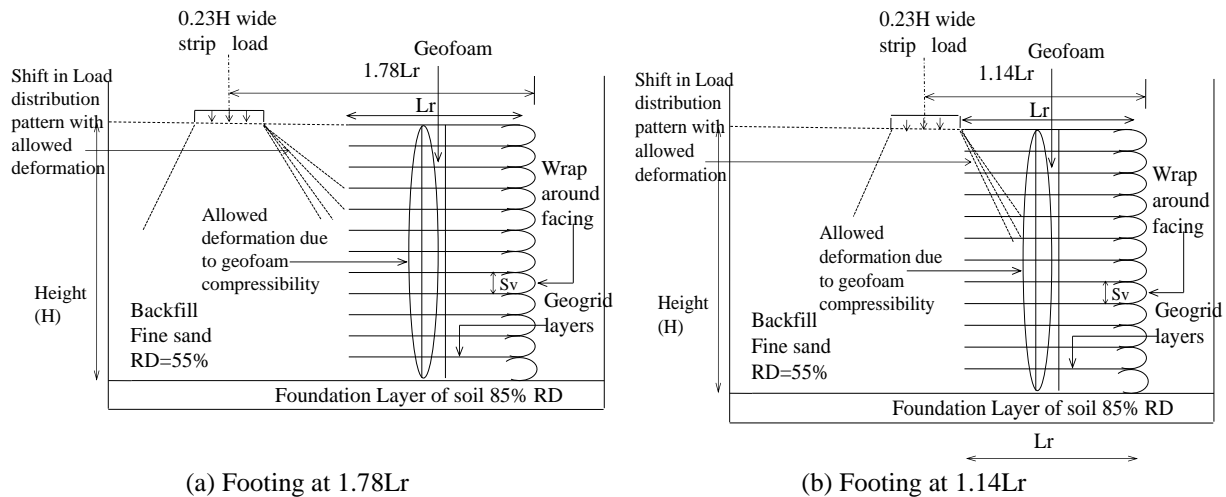 0.23H wide
strip load
Geofoam
1.78Lr
Shift in Load
distribution
pattern with
allowed
deformation
Lr
Wrap
around
facing
Allowed
deformation due
to geofoam
compressibility
Sv
Height
(H)
Geogrid
layers
Backfill
Fine sand
RD=55%
Foundation Layer of soil 85% RD
(a) Footing at 1.78Lr
0.23H wide
strip load
Geofoam
1.14Lr
Shift in Load
distribution
pattern with
allowed
deformation
Lr
Wrap
around
facing
Allowed
deformation due
to geofoam
compressibility
Sv
Height
(H)
Geogrid
layers
Backfill
Fine sand
RD=55%
Foundation Layer of soil 85% RD
Lr
(b) Footing at 1.14Lr